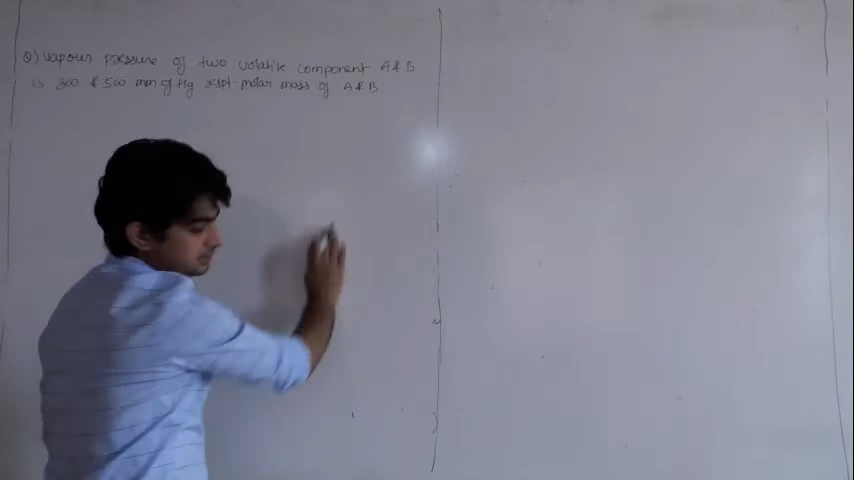 Q) Vapour pressure of two volatile component A & B
is 300 & 500 mm of Hg respt. molar mass of A & B